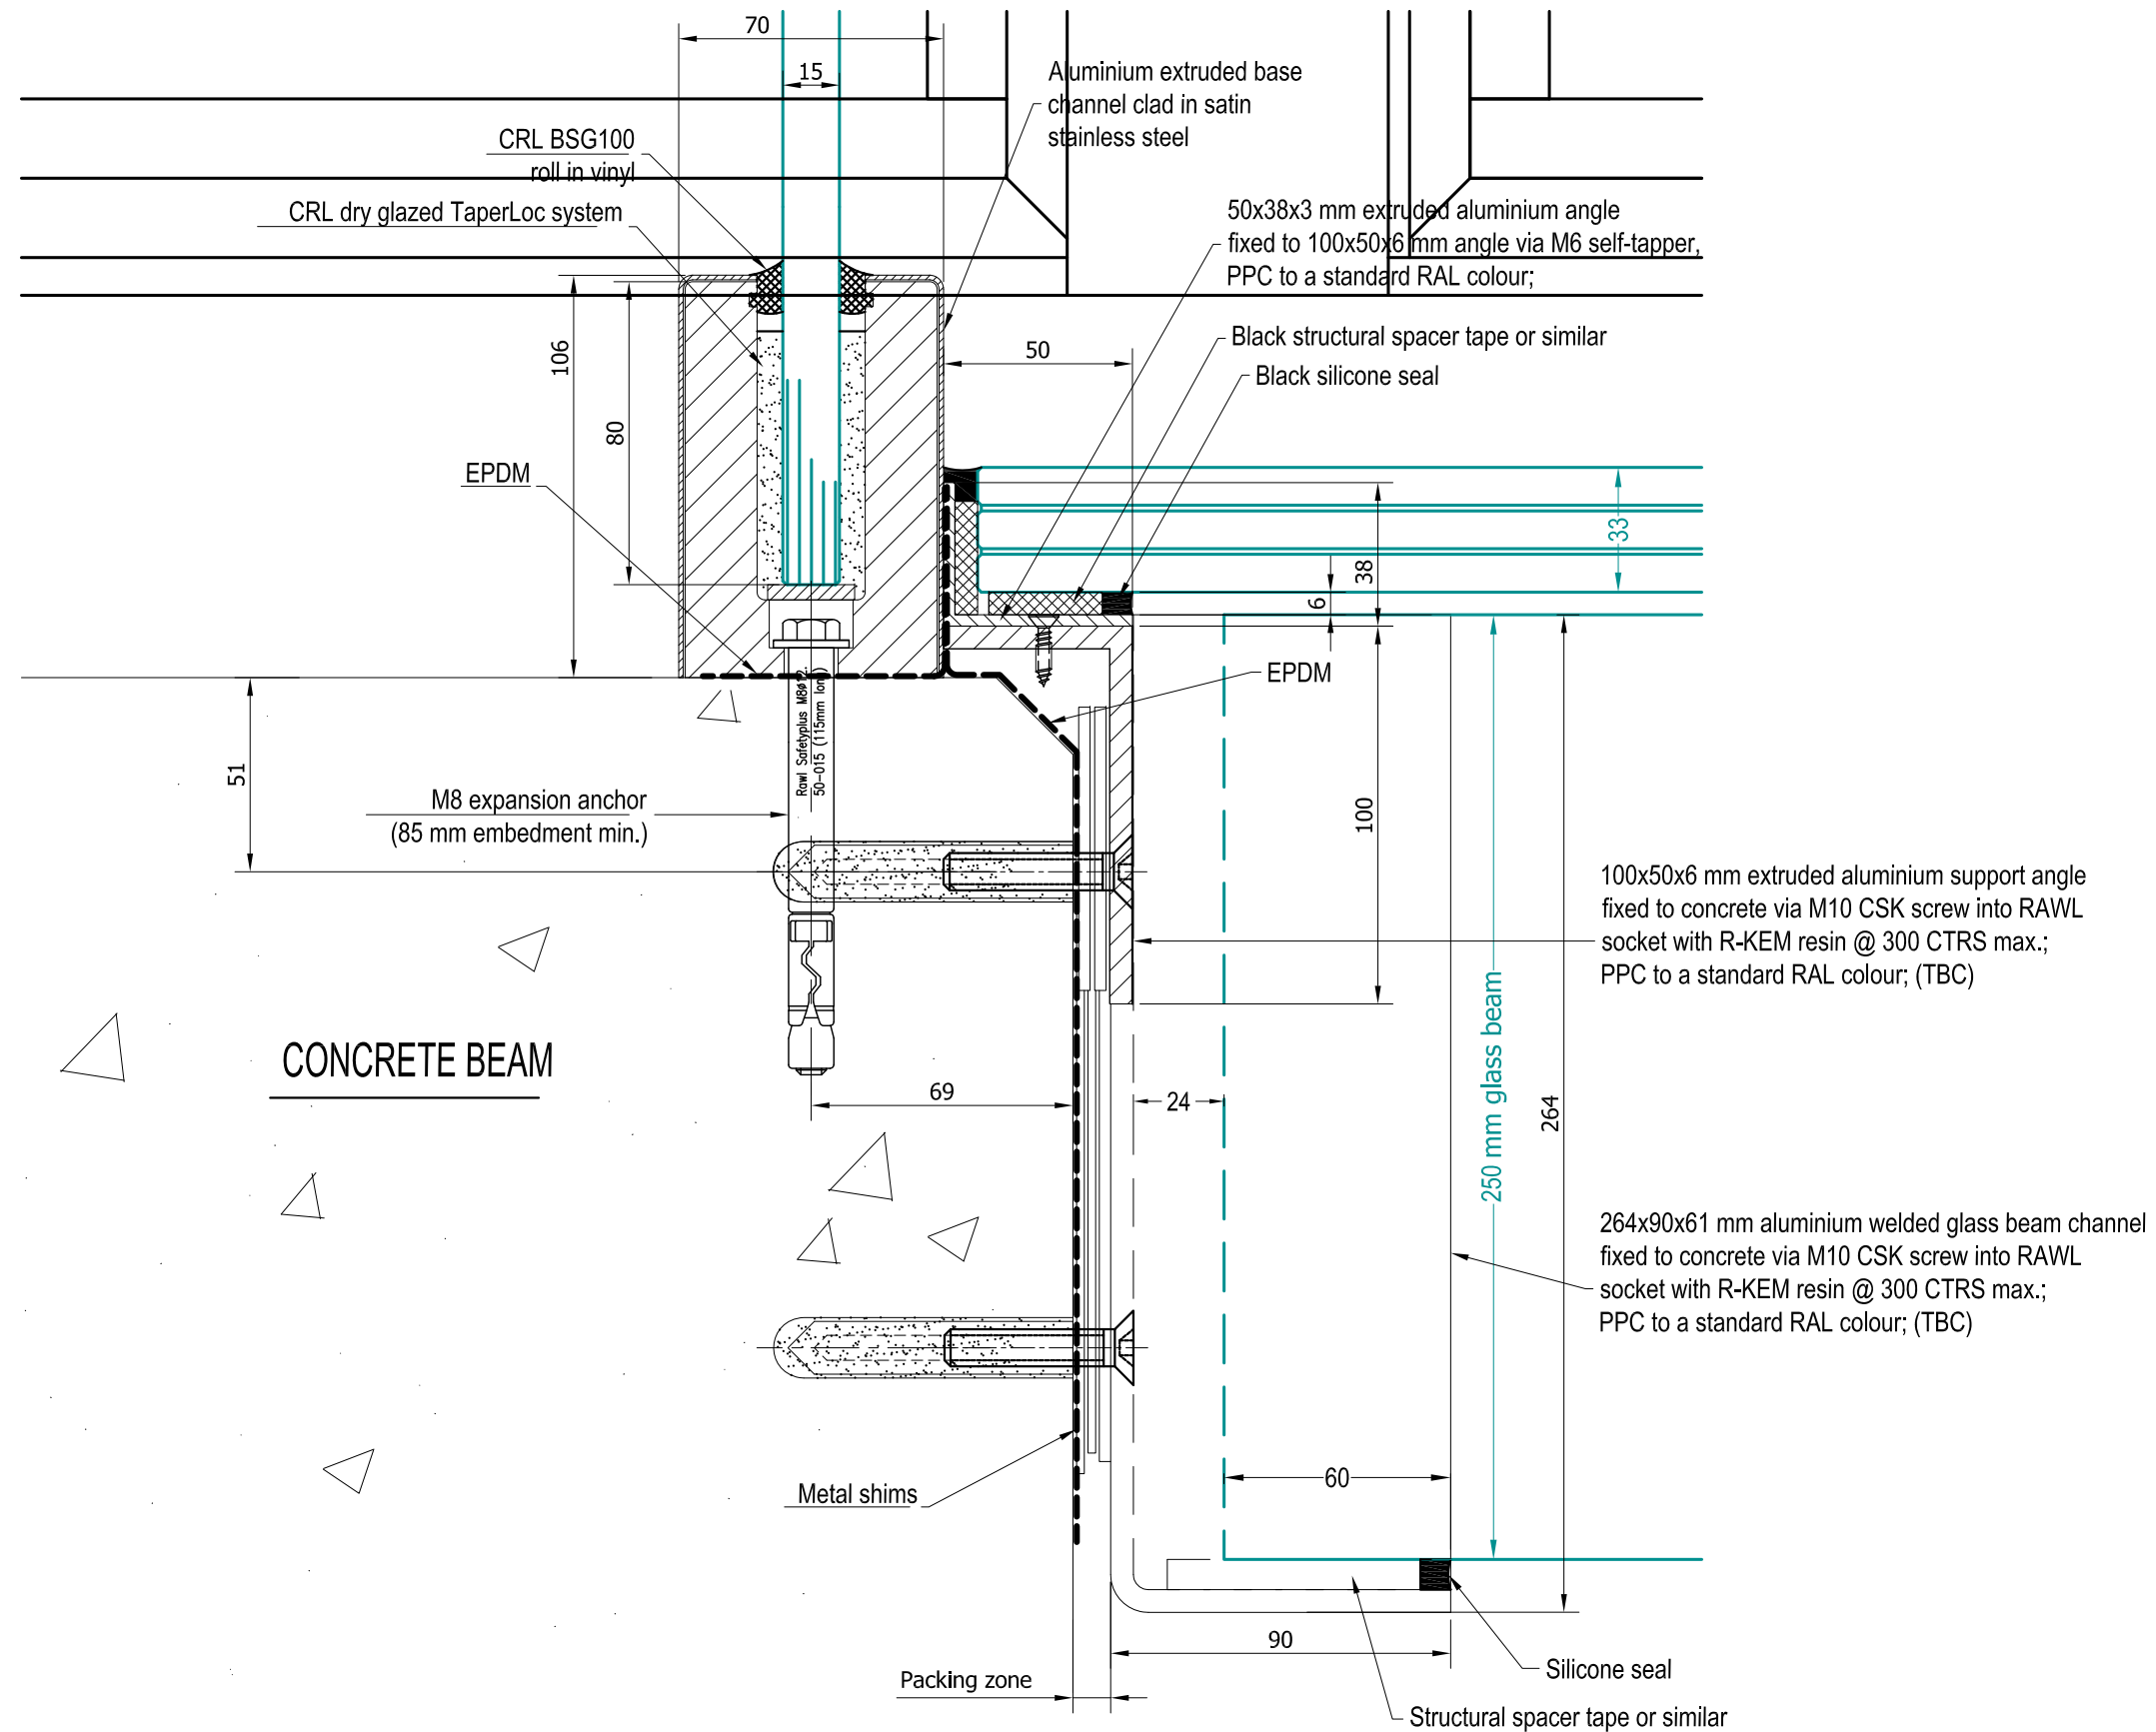 70
15
Aluminium extruded base
channel clad in satin
stainless steel
CRL BSG100
roll in vinyl
CRL dry glazed TaperLoc system
50x38x3 mm extruded aluminium angle
fixed to 100x50x6 mm angle via M6 self-tapper,
PPC to a standard RAL colour;
Black structural spacer tape or similar
50
Black silicone seal
106
80
EPDM
33
38
6
EPDM
51
Rawl Safetyplus M8ø12.
50-015 (115mm long)
M8 expansion anchor
(85 mm embedment min.)
100
100x50x6 mm extruded aluminium support angle
fixed to concrete via M10 CSK screw into RAWL
socket with R-KEM resin @ 300 CTRS max.;
PPC to a standard RAL colour; (TBC)
CONCRETE BEAM
69
24
250 mm glass beam
264
264x90x61 mm aluminium welded glass beam channel
fixed to concrete via M10 CSK screw into RAWL
socket with R-KEM resin @ 300 CTRS max.;
PPC to a standard RAL colour; (TBC)
60
Metal shims
90
Packing zone
Silicone seal
Structural spacer tape or similar